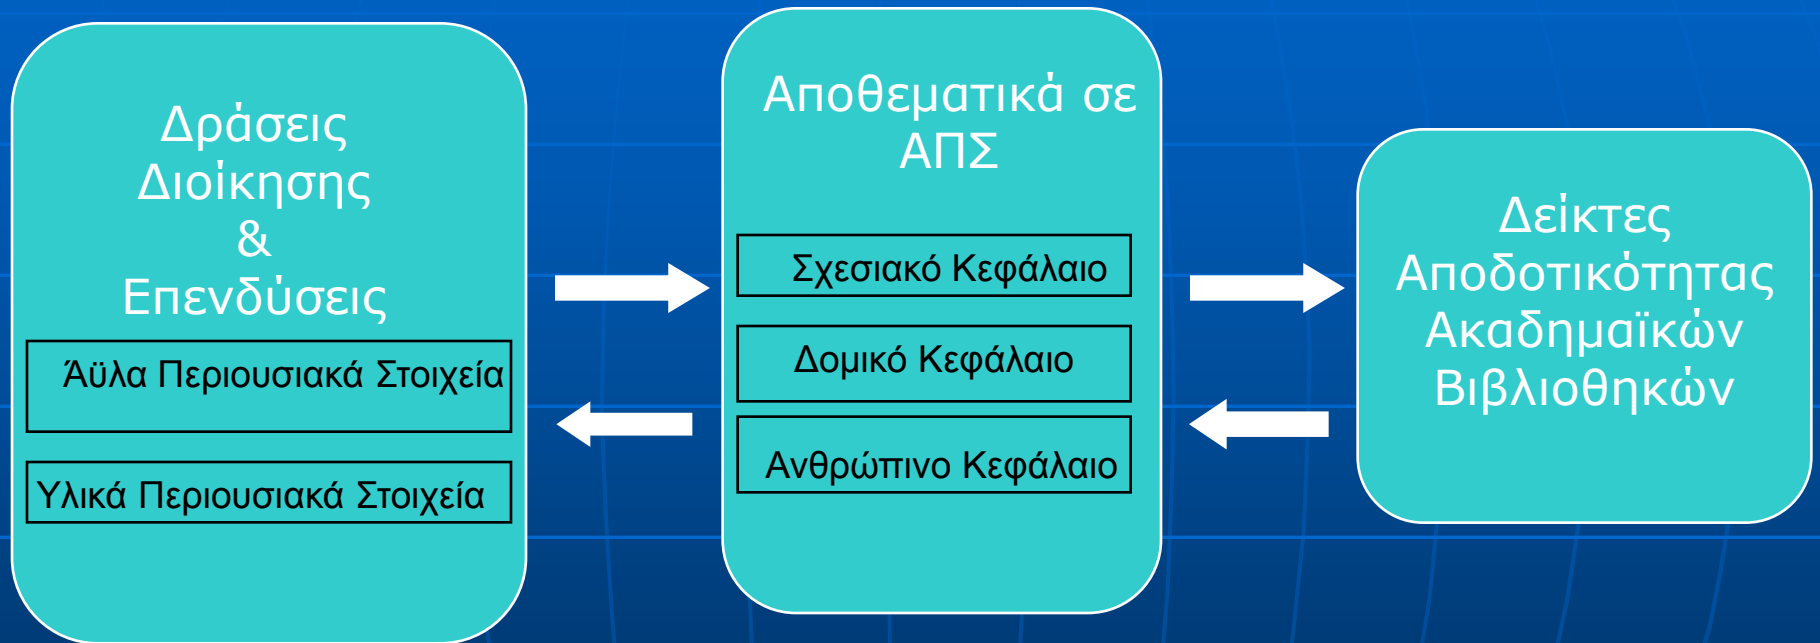 Δράσεις
Διοίκησης
&
Επενδύσεις
Άϋλα Περιουσιακά Στοιχεία
Υλικά Περιουσιακά Στοιχεία
Αποθεματικά σε
ΑΠΣ
Σχεσιακό Κεφάλαιο
Δομικό Κεφάλαιο
Ανθρώπινο Κεφάλαιο
Δείκτες
Αποδοτικότητας
Ακαδημαϊκών
Βιβλιοθηκών